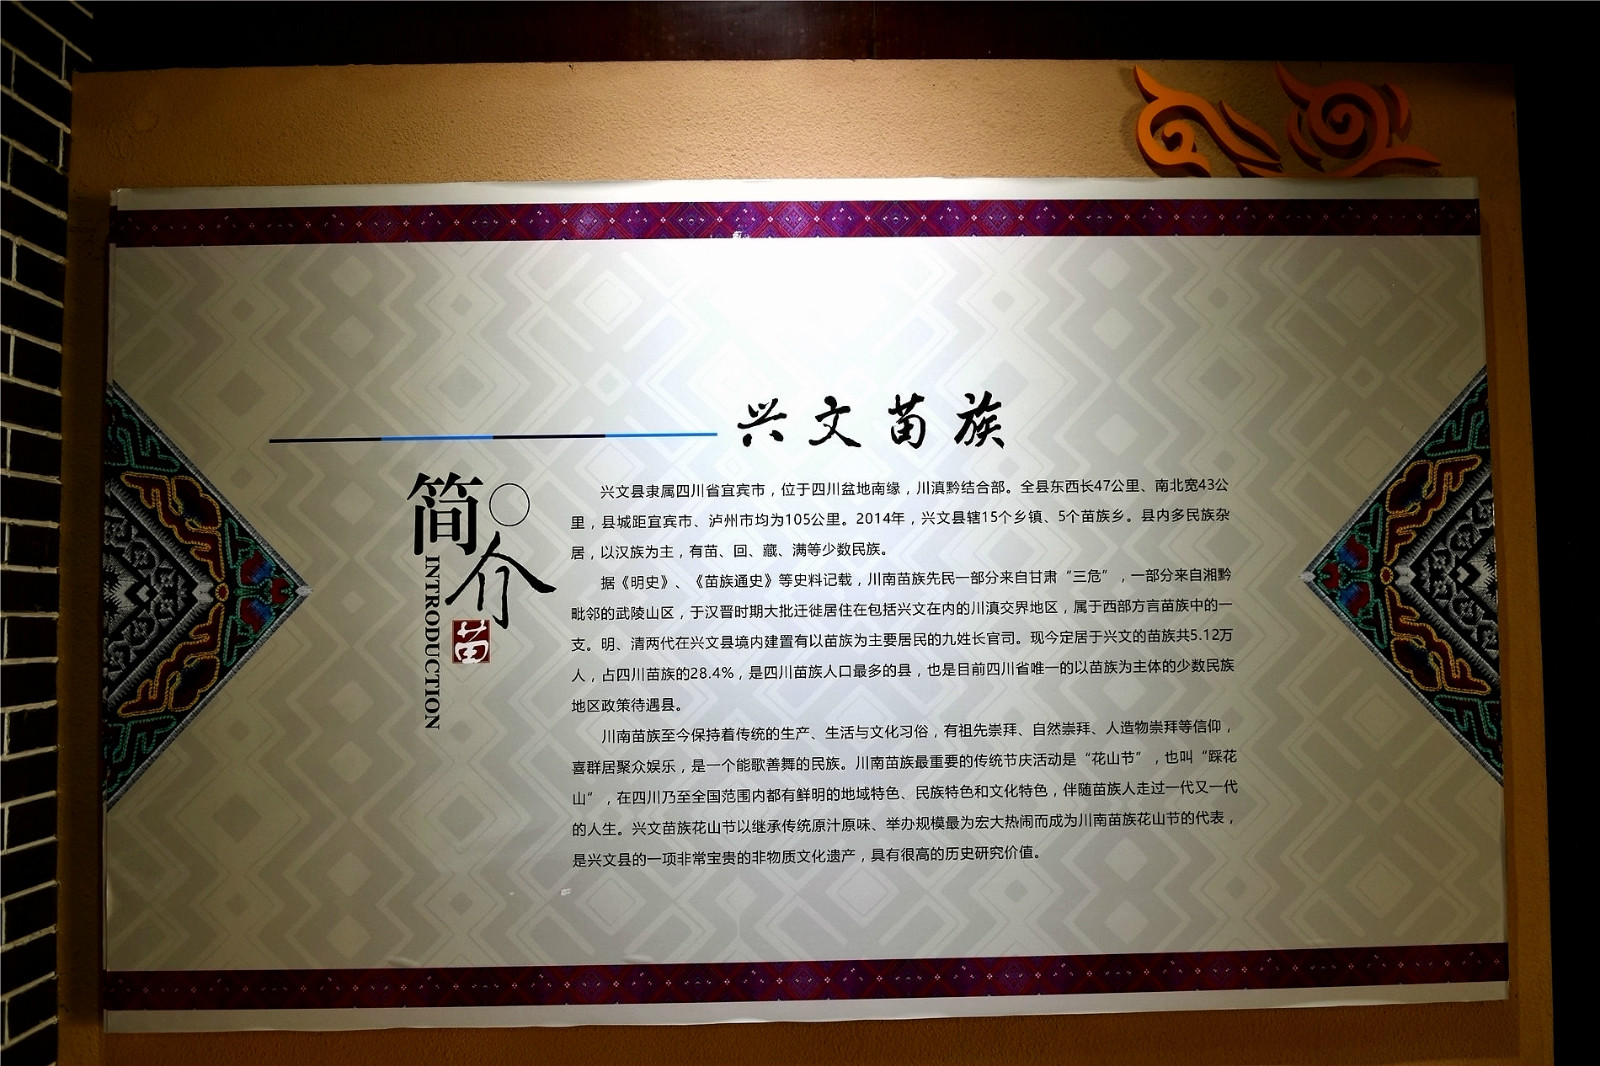 兴文苗族
简介
INTRODUCTION
苗
兴文县隶属四川省宜宾市，位于四川盆地南缘，川滇黔结合部。全县东西长47公里、南北宽43公
里，县城距宜宾市、泸州市均为105公里。2014年，兴文县辖15个乡镇、5个苗族乡。县内多民族杂
居，以汉族为主，有苗、回、藏、满等少数民族。
据《明史》、《苗族通史》等史料记载，川南苗族先民一部分来自甘肃“三危”，一部分来自湘黔
毗邻的武陵山区，于汉晋时期大批迁徙居住在包括兴文在内的川滇交界地区，属于西部方言苗族中的一
支。明、清两代在兴文县境内建置有以苗族为主要居民的九姓长官司。现今定居于兴文的苗族共5.12万
人，占四川苗族的28.4%，是四川苗族人口最多的县，也是目前四川省唯一的以苗族为主体的少数民族
地区政策待遇县。
川南苗族至今保持着传统的生产、生活与文化习俗，有祖先崇拜、自然崇拜、人造物崇拜等信仰，
喜群居聚众娱乐，是一个能歌善舞的民族。川南苗族最重要的传统节庆活动是“花山节”，也叫“踩花
山”，在四川乃至全国范围内都有鲜明的地域特色、民族特色和文化特色，伴随苗族人走过一代又一代
的人生。兴文苗族花山节以继承传统原汁原味、举办规模最为宏大热闹而成为川南苗族花山节的代表，
是兴文县的一项非常宝贵的非物质文化遗产，具有很高的历史研究价值。